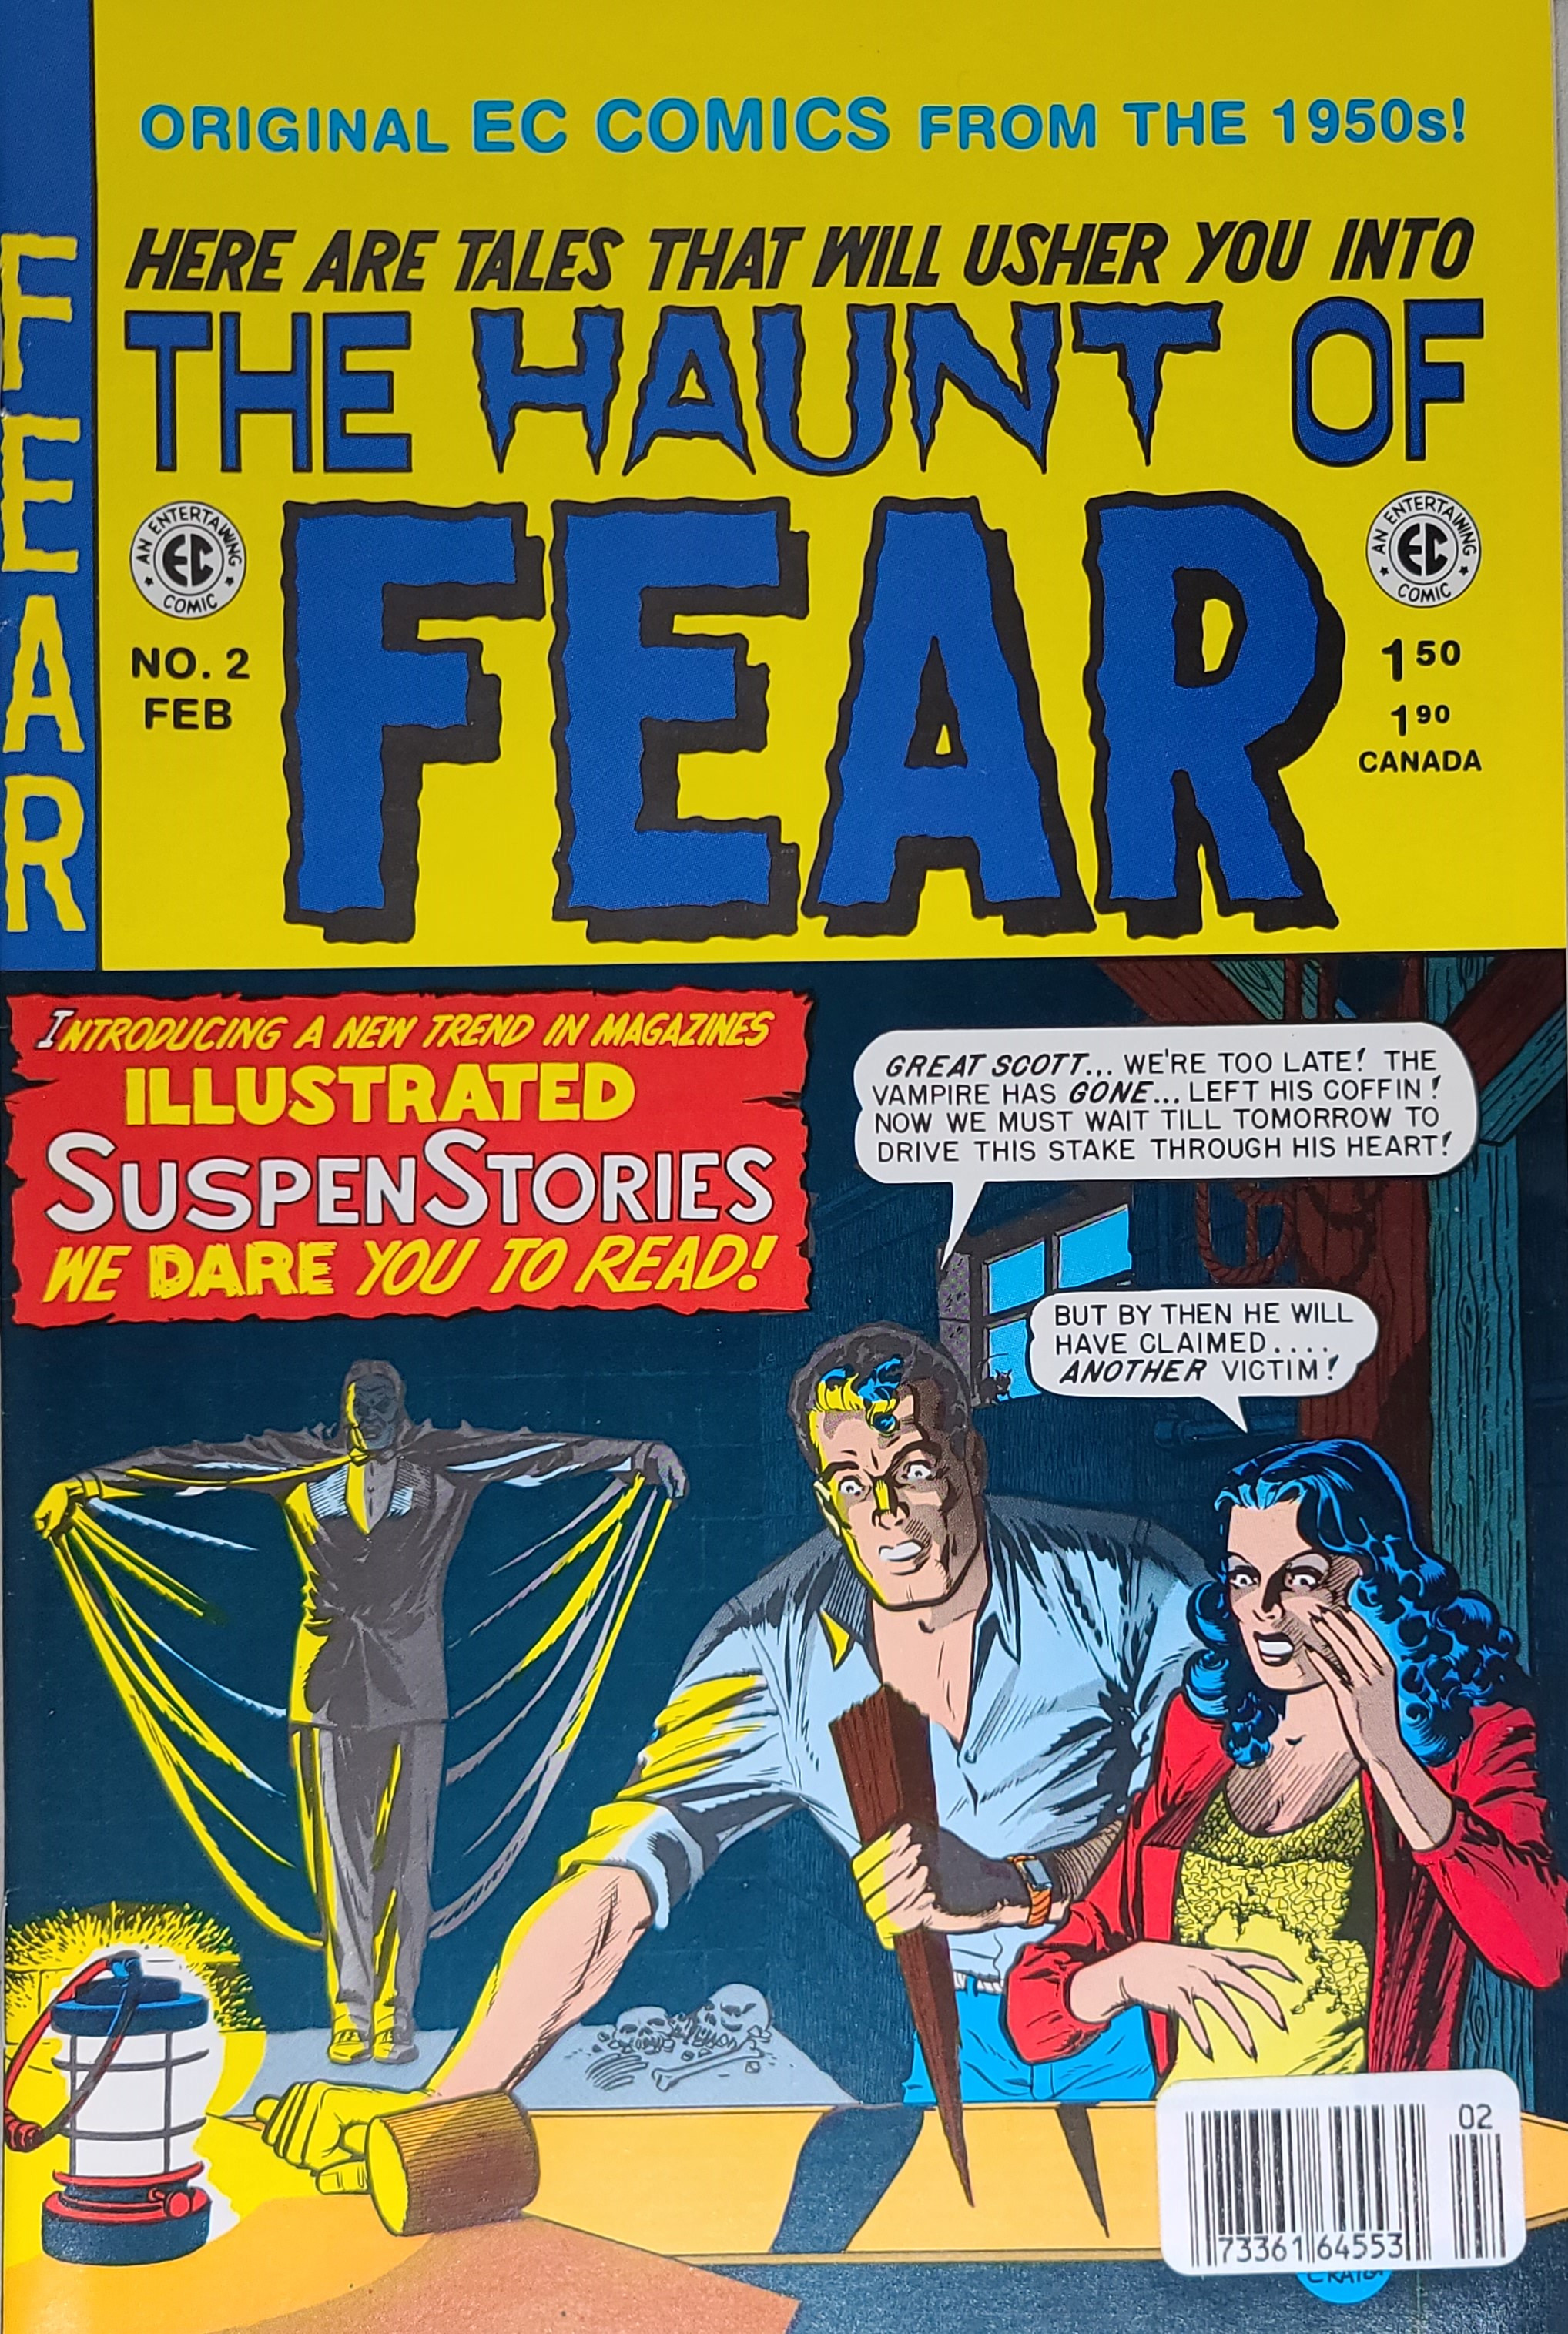 ORIGINAL EC COMICS FROM THE 1950s!
HERE ARE TALES THAT WILL USHER YOU INTO
THE HAUNT OF
FEAR
FEAR
AN ENTERTAINING
EC
COMIC
NO. 2
FEB
AN ENTERTAINING
EC
COMIC
1.50
1.90
CANADA
INTRODUCING A NEW TREND IN MAGAZINES
ILLUSTRATED
SUSPENSTORIES
WE DARE YOU TO READ!
GREAT SCOTT... WE'RE TOO LATE! THE
VAMPIRE HAS GONE... LEFT HIS COFFIN!
NOW WE MUST WAIT TILL TOMORROW TO
DRIVE THIS STAKE THROUGH HIS HEART!
BUT BY THEN HE WILL
HAVE CLAIMED....
ANOTHER VICTIM!
02
73361 64553
CRAIG